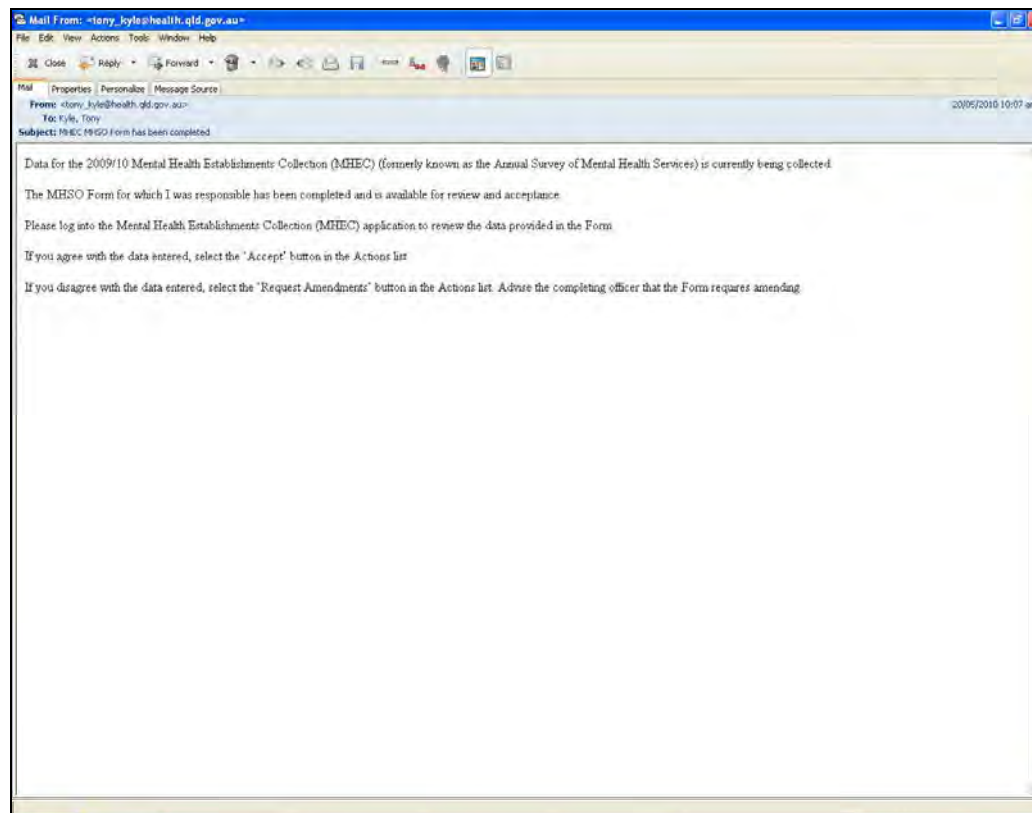 Mail From: <tony_kyle@health.qld.gov.au>
File Edit View Actions Tools Window Help
Close Reply Forward
Mail Properties Personalize Message Source
From: <tony_kyle@health.qld.gov.au> 20/05/2010 10:07
To: Kyle, Tony
Subject: MHEC MHSO Form has been completed
Data for the 2009/10 Mental Health Establishments Collection (MHEC) (formerly known as the Annual Survey of Mental Health Services) is currently being collected.
The MHSO Form for which I was responsible has been completed and is available for review and acceptance.
Please log into the Mental Health Establishments Collection (MHEC) application to review the data provided in the Form
If you agree with the data entered, select the 'Accept' button in the Actions list
If you disagree with the data entered, select the 'Request Amendments' button in the Actions list. Advise the completing officer that the Form requires amending.